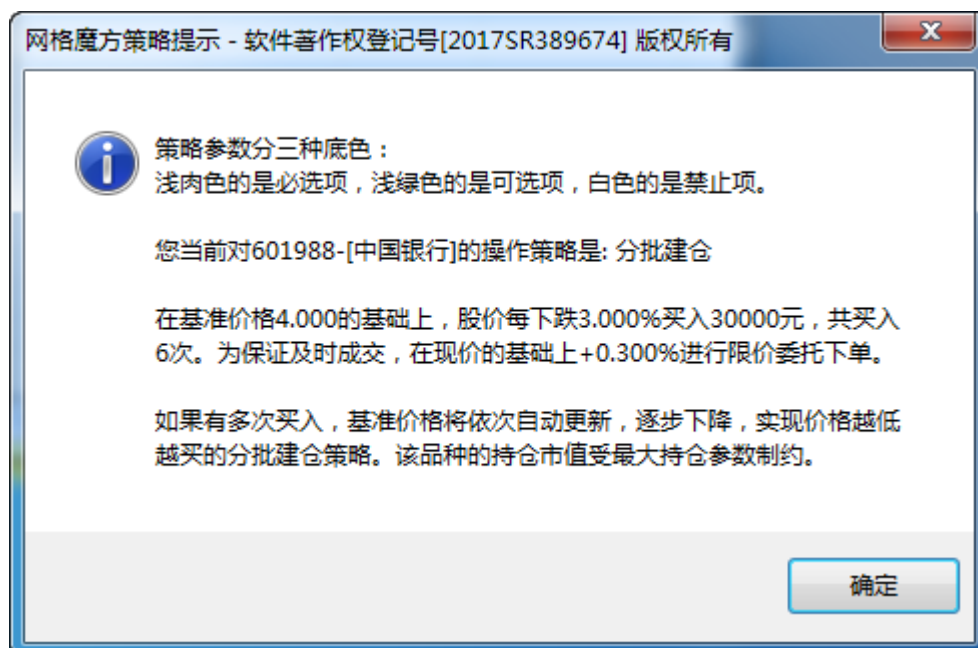 网格魔方策略提示 - 软件著作权登记号[2017SR389674] 版权所有
策略参数分三种底色：
浅肉色的是必选项，浅绿色的是可选项，白色的是禁止项。
您当前对601988-[中国银行]的操作策略是: 分批建仓
在基准价格4.000的基础上，股价每下跌3.000%买入30000元，共买入
6次。为保证及时成交，在现价的基础上+0.300%进行限价委托下单。
如果有多次买入，基准价格将依次自动更新，逐步下降，实现价格越低
越买的分批建仓策略。该品种的持仓市值受最大持仓参数制约。
确定